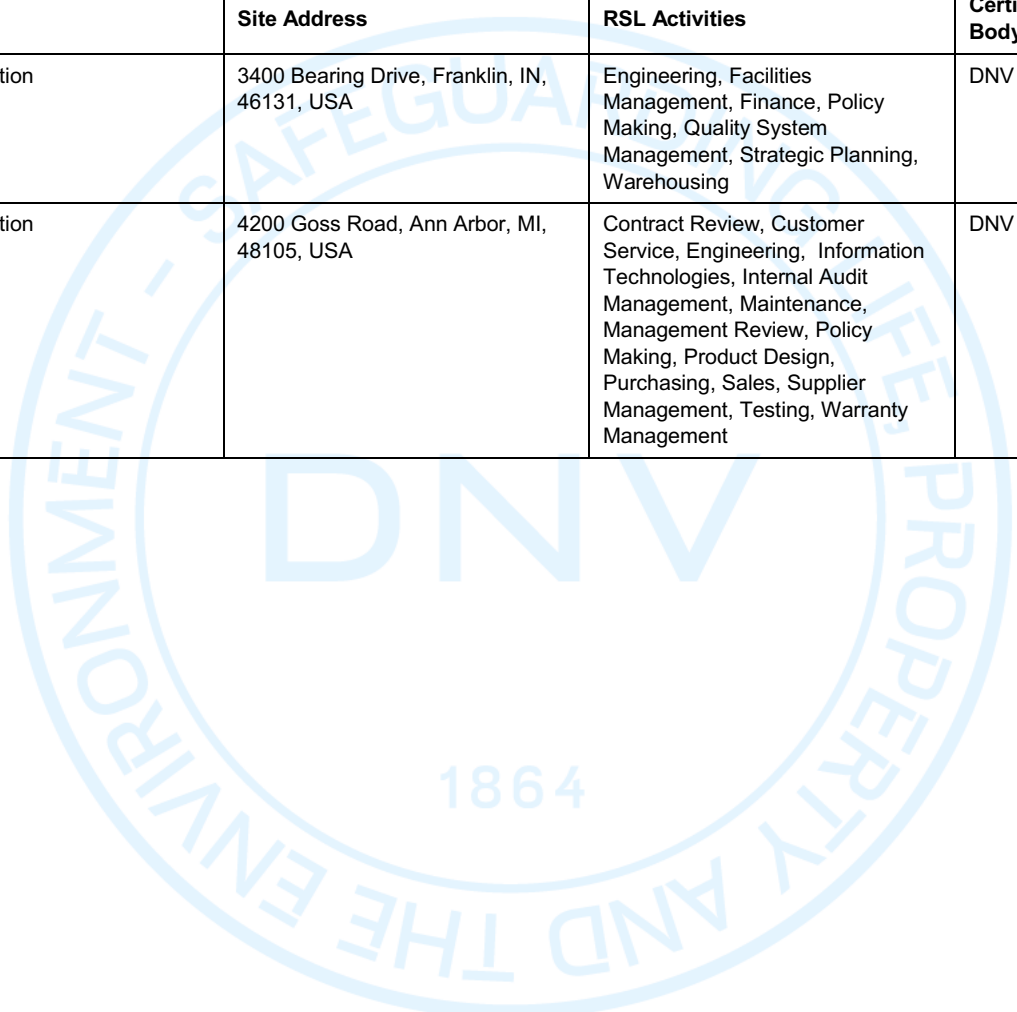 Site Address
RSL Activities
Certi
Body
tion
3400 Bearing Drive, Franklin, IN,
46131, USA
Engineering, Facilities
Management, Finance, Policy
Making, Quality System
Management, Strategic Planning,
Warehousing
DNV
tion
4200 Goss Road, Ann Arbor, MI,
48105, USA
Contract Review, Customer
Service, Engineering,  Information
Technologies, Internal Audit
Management, Maintenance,
Management Review, Policy
Making, Product Design,
Purchasing, Sales, Supplier
Management, Testing, Warranty
Management
DNV
SAFEGUARDING LIFE, PROPERTY AND THE ENVIRONMENT -
DNV
1864